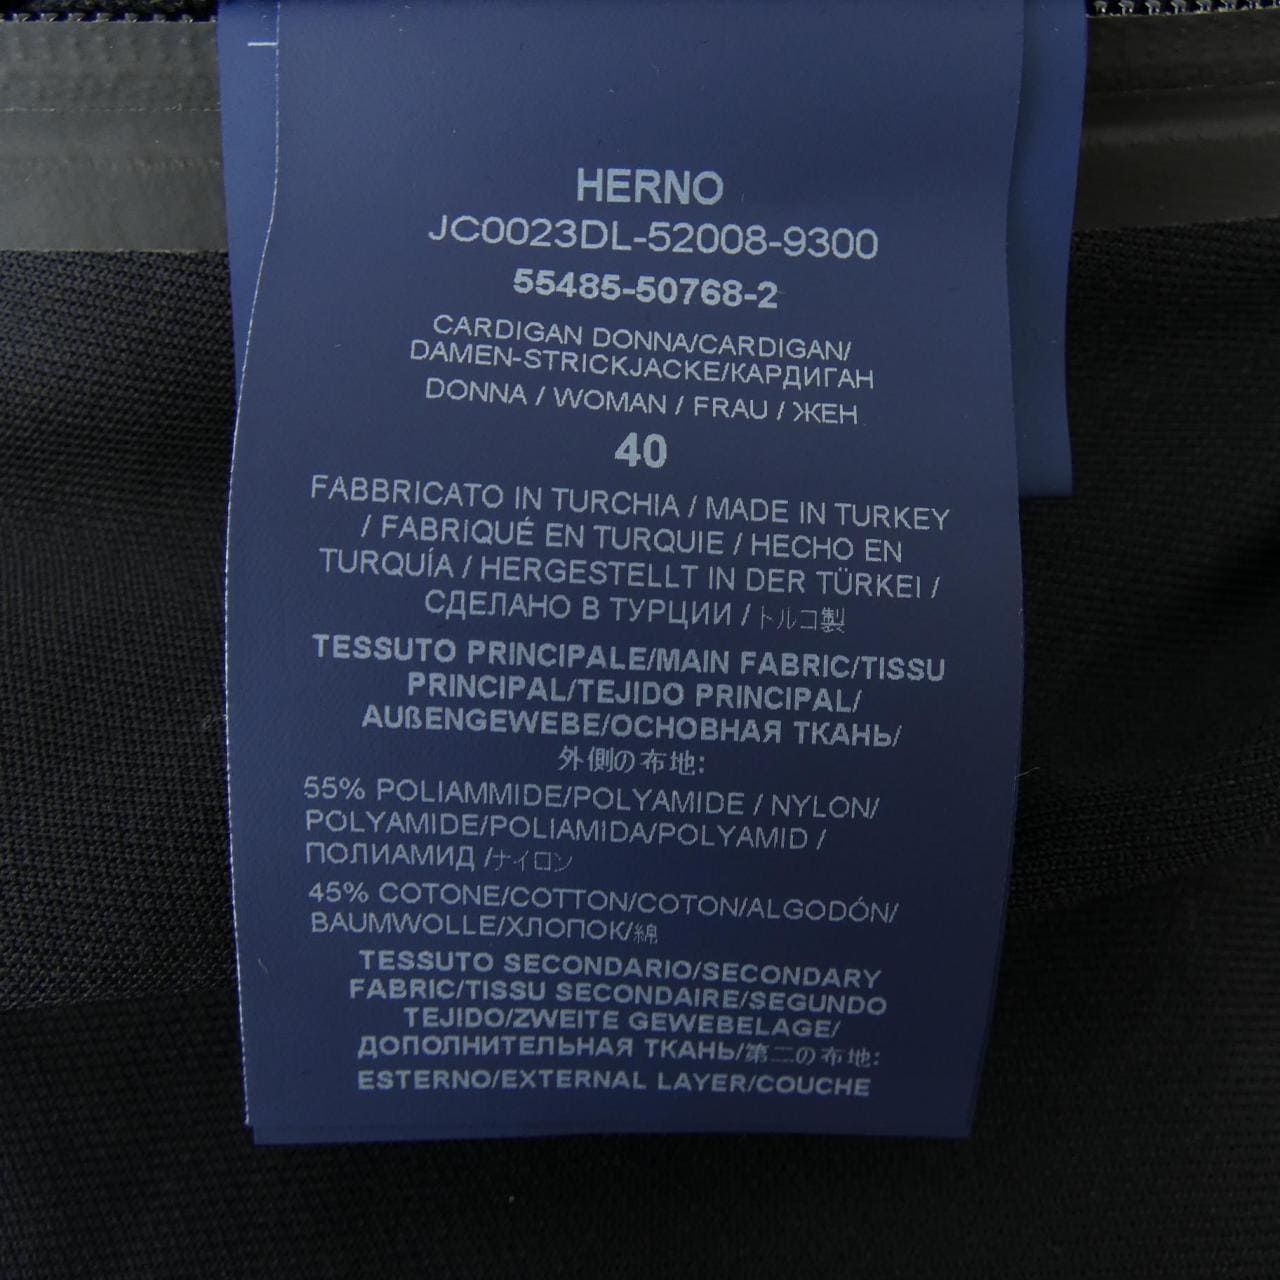 HERNO
JC0023DL-52008-9300
55485-50768-2
CARDIGAN DONNA/CARDIGAN/
DAMEN-STRICKJACKE/КАРДИГАН
DONNA / WOMAN / FRAU / ЖЕН
40
FABBRICATO IN TURCHIA / MADE IN TURKEY
/ FABRIQUÉ EN TURQUIE / HECHO EN
TURQUÍA / HERGESTELLT IN DER TÜRKEI /
СДЕЛАНО В ТУРЦИИ / トルコ製
TESSUTO PRINCIPALE/MAIN FABRIC/TISSU
PRINCIPAL/TEJIDO PRINCIPAL/
AUßENGEWEBE/ОСНОВНАЯ ТКАНЬ/
外側の布地:
55% POLIAMMIDE/POLYAMIDE / NYLON/
POLYAMIDE/POLIAMIDA/POLYAMID /
ПОЛИАМИД /ナイロン
45% COTONE/COTTON/COTON/ALGODÓN/
BAUMWOLLE/ХЛОПОК/綿
TESSUTO SECONDARIO/SECONDARY
FABRIC/TISSU SECONDAIRE/SEGUNDO
TEJIDO/ZWEITE GEWEBELAGE/
ДОПОЛНИТЕЛЬНАЯ ТКАНЬ/第二の布地:
ESTERNO/EXTERNAL LAYER/COUCHE